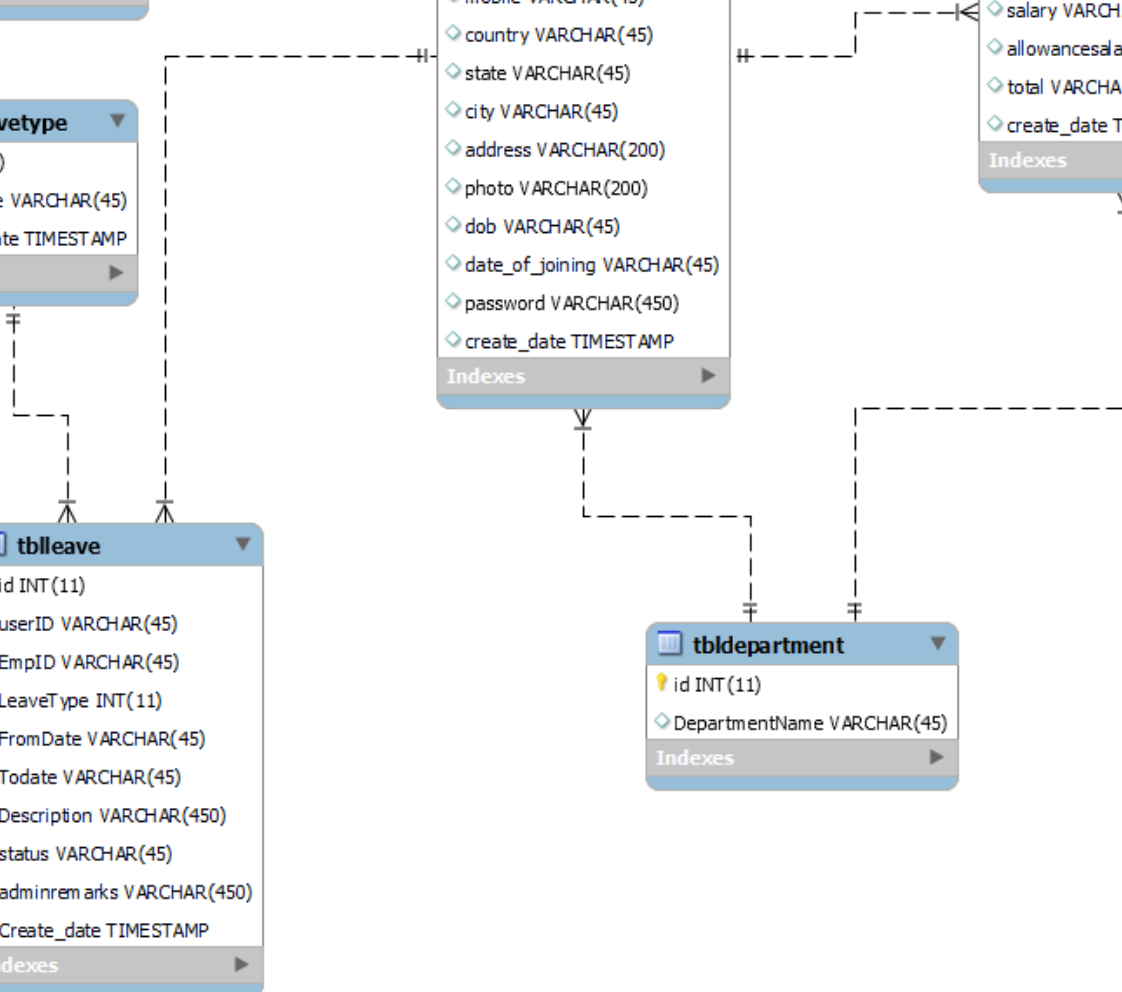 country VARCHAR(45)
state VARCHAR(45)
city VARCHAR(45)
address VARCHAR(200)
photo VARCHAR(200)
dob VARCHAR(45)
date_of_joining VARCHAR(45)
password VARCHAR(450)
create_date TIMESTAMP
Indexes
salary VARCH
allowancesala
total VARCHA
create_date T
Indexes
vetype
)
e VARCHAR(45)
ate TIMESTAMP
tblleave
id INT(11)
userID VARCHAR(45)
EmpID VARCHAR(45)
LeaveType INT(11)
FromDate VARCHAR(45)
Todate VARCHAR(45)
Description VARCHAR(450)
status VARCHAR(45)
adminremarks VARCHAR(450)
Create_date TIMESTAMP
dexes
tbldepartment
id INT(11)
DepartmentName VARCHAR(45)
Indexes